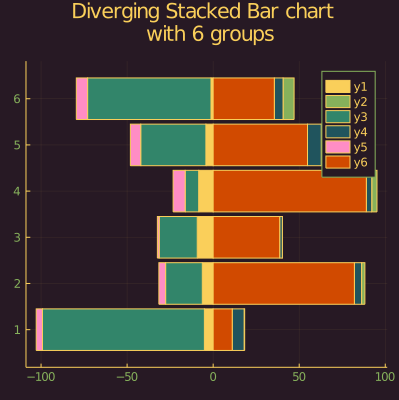 Diverging Stacked Bar chart
with 6 groups
y1
y2
y3
y4
y5
y6
6
5
4
3
2
1
−100 −50 0 50 100